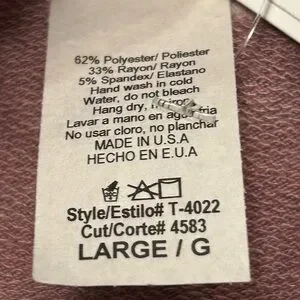 62% Polyester/ Poliester
33% Rayon/ Rayon
5% Spandex/ Elastano
Hand wash in cold
Water, do not bleach
Hang dry,
Lavar a mano en agua fria
No usar cloro, no planchar
MADE IN U.S.A
HECHO EN E.U.A
Style/Estilo# T-4022
Cut/Corte# 4583
LARGE / G